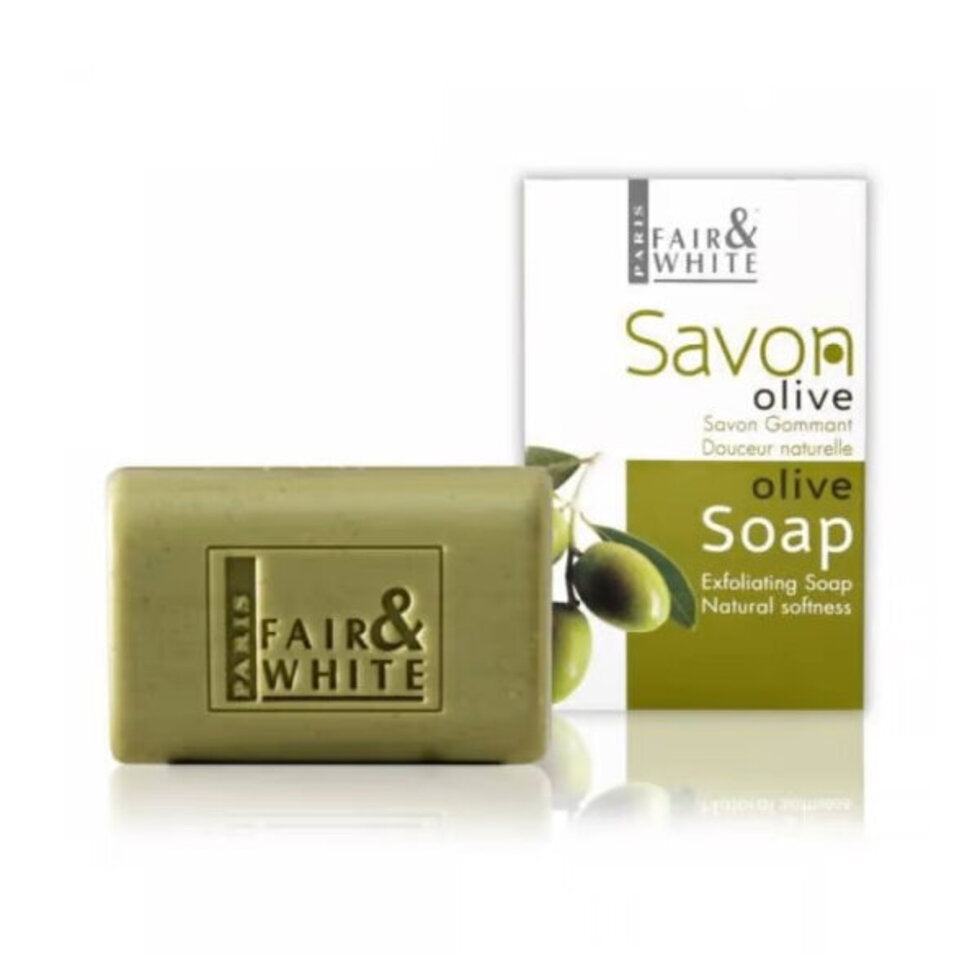 PARIS
FAIR&
WHITE
Savon
olive
Savon Gommant
Douceur naturelle
olive
Soap
Exfoliating Soap
Natural softness
PARIS
FAIR&
WHITE